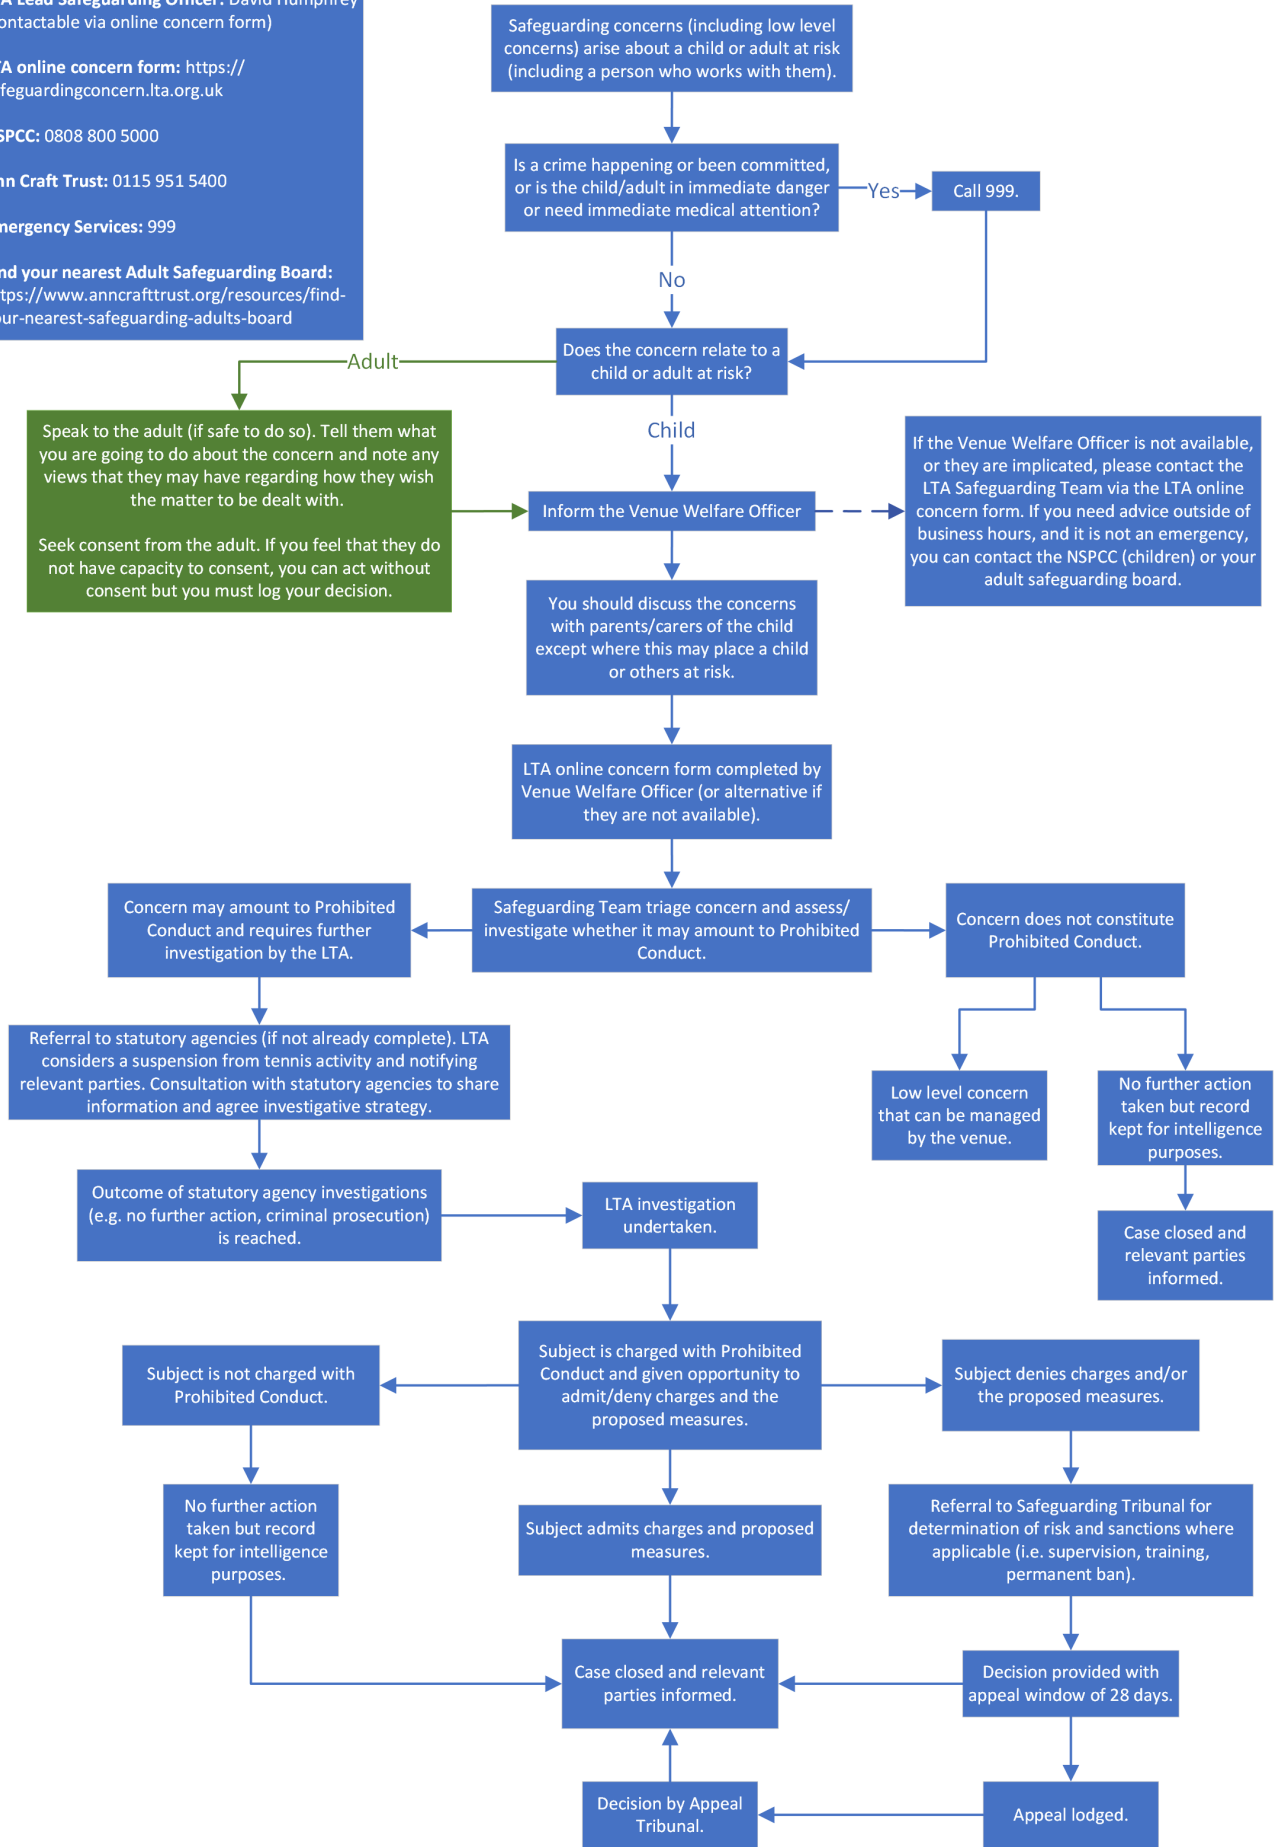 A Lead Safeguarding Officer: David Humphrey
ontactable via online concern form)
TA online concern form: https://
afeguardingconcern.lta.org.uk
SPCC: 0808 800 5000
nn Craft Trust: 0115 951 5400
mergency Services: 999
nd your nearest Adult Safeguarding Board:
tps://www.anncrafttrust.org/resources/find-
our-nearest-safeguarding-adults-board
Safeguarding concerns (including low level
concerns) arise about a child or adult at risk
(including a person who works with them).
Is a crime happening or been committed,
or is the child/adult in immediate danger
or need immediate medical attention?
Yes
Call 999.
No
Does the concern relate to a
child or adult at risk?
Adult
Child
Speak to the adult (if safe to do so). Tell them what
you are going to do about the concern and note any
views that they may have regarding how they wish
the matter to be dealt with.
Seek consent from the adult. If you feel that they do
not have capacity to consent, you can act without
consent but you must log your decision.
Inform the Venue Welfare Officer
If the Venue Welfare Officer is not available,
or they are implicated, please contact the
LTA Safeguarding Team via the LTA online
concern form. If you need advice outside of
business hours, and it is not an emergency,
you can contact the NSPCC (children) or your
adult safeguarding board.
You should discuss the concerns
with parents/carers of the child
except where this may place a child
or others at risk.
LTA online concern form completed by
Venue Welfare Officer (or alternative if
they are not available).
Concern may amount to Prohibited
Conduct and requires further
investigation by the LTA.
Safeguarding Team triage concern and assess/
investigate whether it may amount to Prohibited
Conduct.
Concern does not constitute
Prohibited Conduct.
Referral to statutory agencies (if not already complete). LTA
considers a suspension from tennis activity and notifying
relevant parties. Consultation with statutory agencies to share
information and agree investigative strategy.
Low level concern
that can be managed
by the venue.
No further action
taken but record
kept for intelligence
purposes.
Outcome of statutory agency investigations
(e.g. no further action, criminal prosecution)
is reached.
LTA investigation
undertaken.
Case closed and
relevant parties
informed.
Subject is not charged with
Prohibited Conduct.
Subject is charged with Prohibited
Conduct and given opportunity to
admit/deny charges and the
proposed measures.
Subject denies charges and/or
the proposed measures.
No further action
taken but record
kept for intelligence
purposes.
Subject admits charges and proposed
measures.
Referral to Safeguarding Tribunal for
determination of risk and sanctions where
applicable (i.e. supervision, training,
permanent ban).
Case closed and relevant
parties informed.
Decision provided with
appeal window of 28 days.
Decision by Appeal
Tribunal.
Appeal lodged.